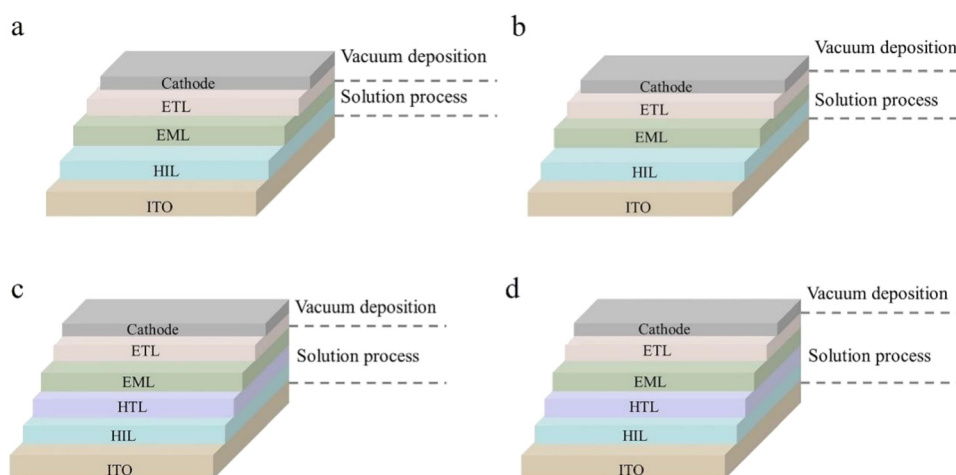 a
Vacuum deposition
Cathode
Solution process
ETL
EML
HIL
ITO
b
Vacuum deposition
Cathode
Solution process
ETL
EML
HIL
ITO
c
Vacuum deposition
Cathode
ETL
Solution process
EML
HTL
HIL
ITO
d
Vacuum deposition
Cathode
ETL
Solution process
EML
HTL
HIL
ITO